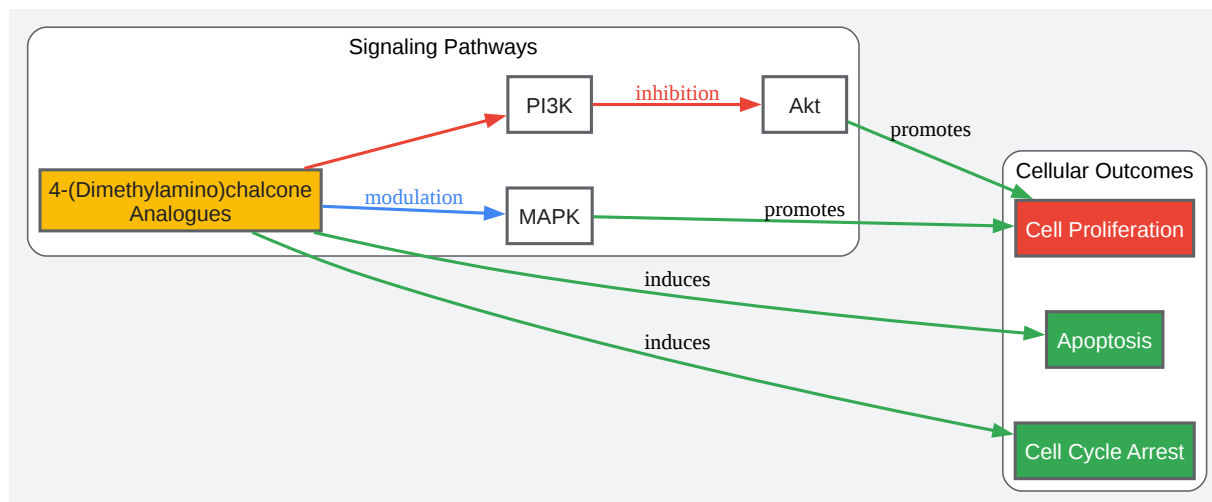 Signaling Pathways
PI3K
inhibition
Akt
promotes
Cellular Outcomes
4-(Dimethylamino)chalcone
Analogues
modulation
MAPK
promotes
Cell Proliferation
induces
Apoptosis
induces
Cell Cycle Arrest